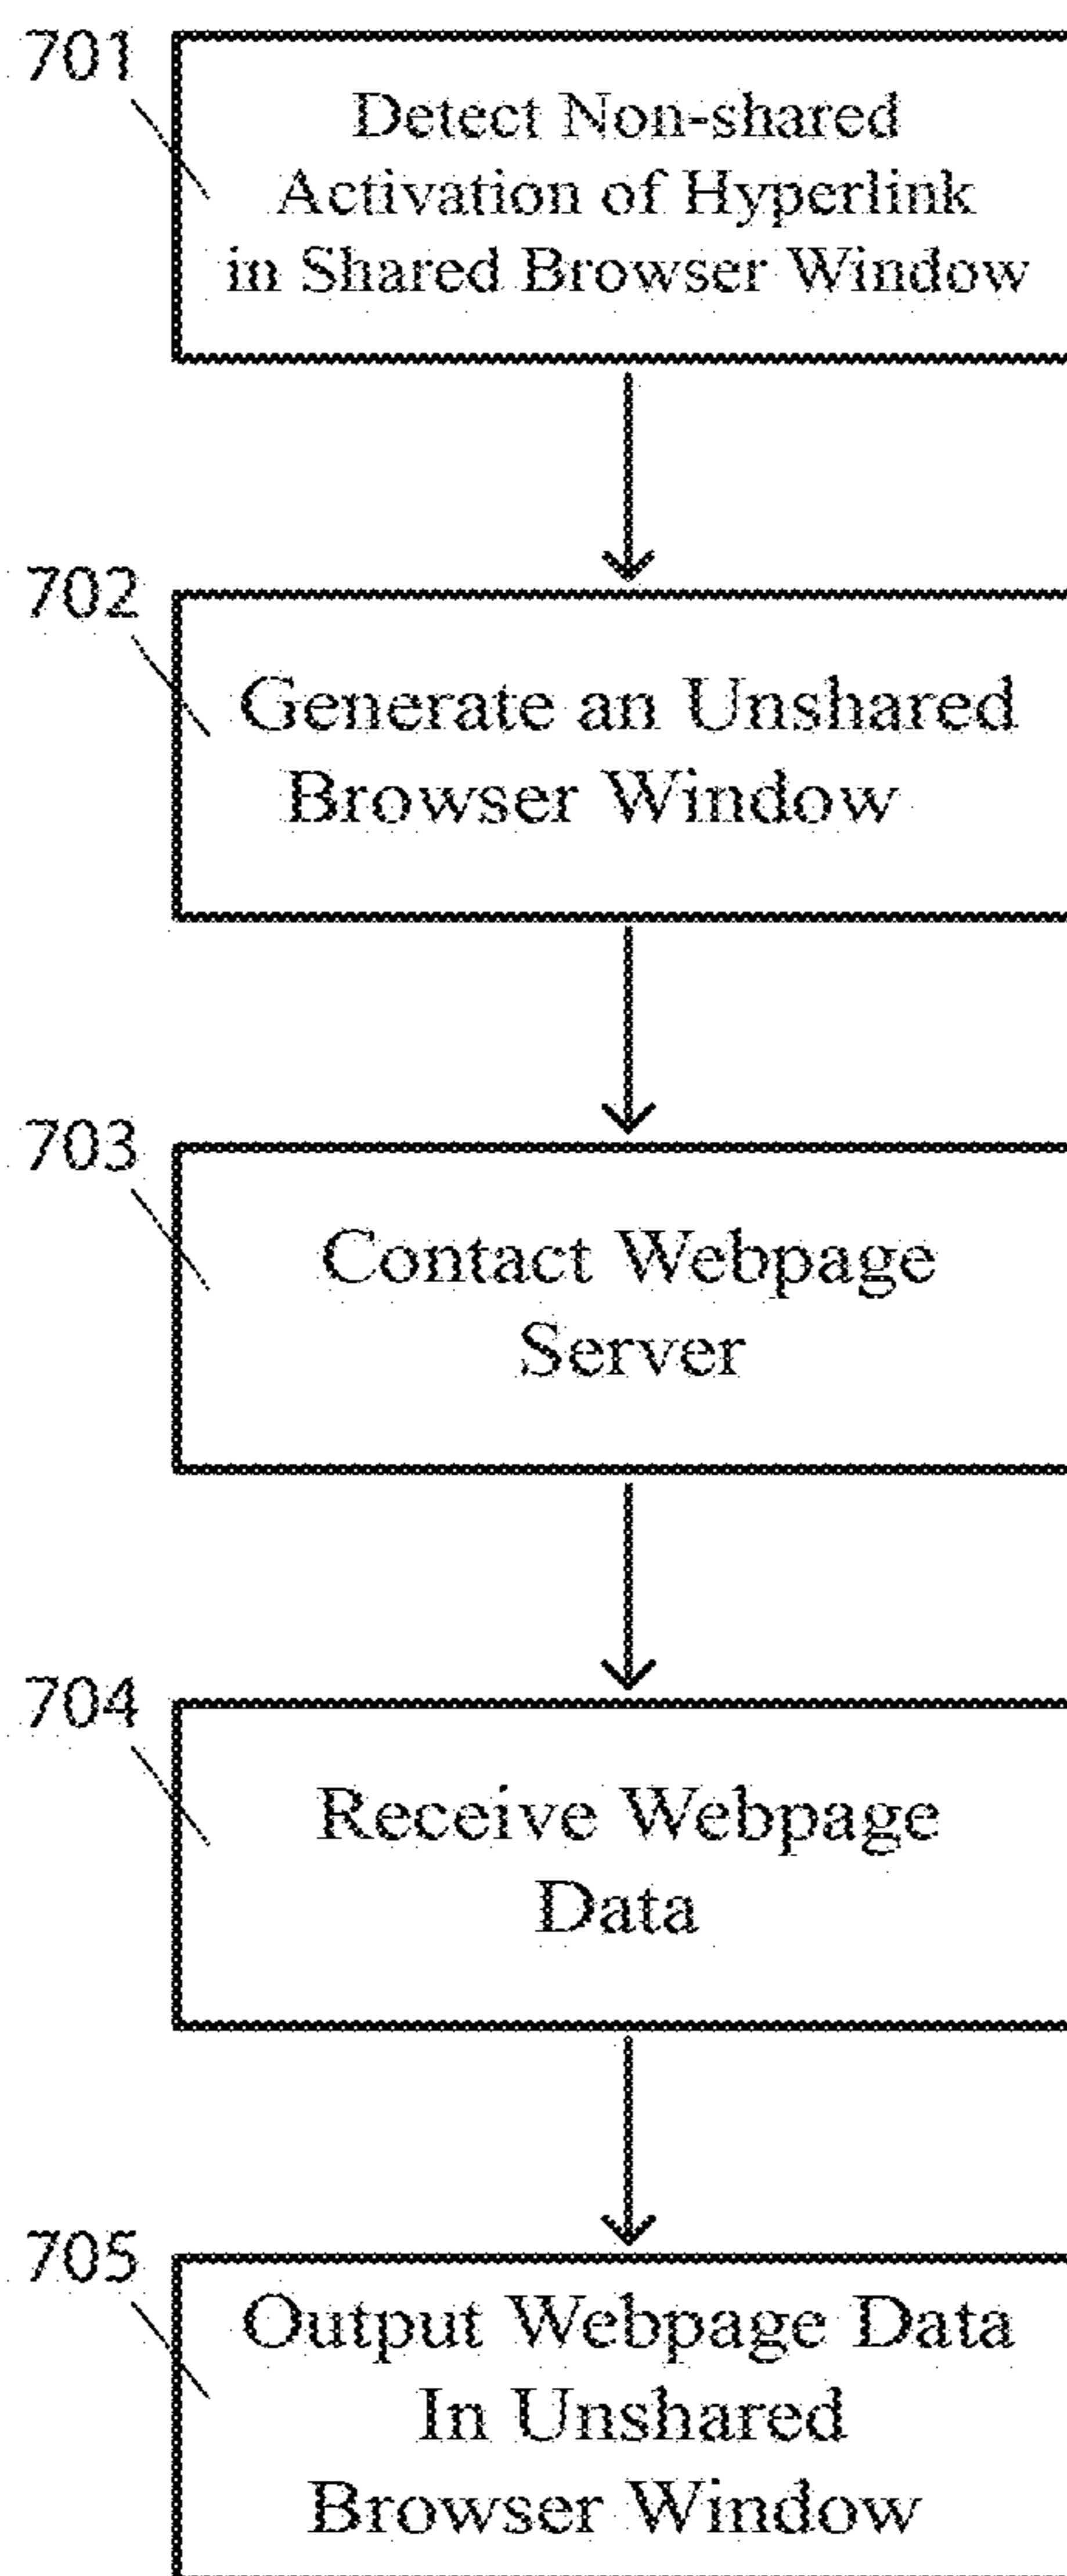 701
Detect Non-shared
Activation of Hyperlink
in Shared Browser Window
702
Generate an Unshared
Browser Window
703
Contact Webpage
Server
704
Receive Webpage
Data
705
Output Webpage Data
In Unshared
Browser Window